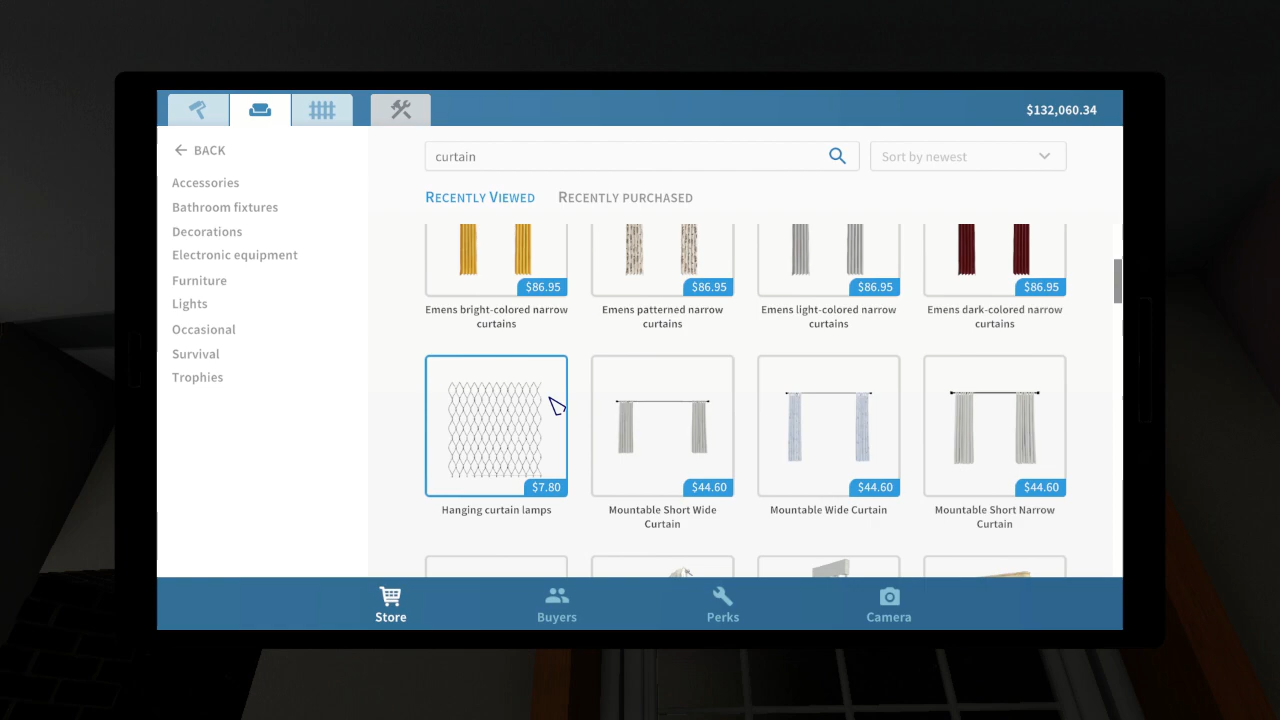 $132,060.34
BACK
Accessories
Bathroom fixtures
Decorations
Electronic equipment
Furniture
Lights
Occasional
Survival
Trophies
curtain
Sort by newest
RECENTLY VIEWED
RECENTLY PURCHASED
$86.95
$86.95
$86.95
$86.95
Emens bright-colored narrow
curtains
Emens patterned narrow
curtains
Emens light-colored narrow
curtains
Emens dark-colored narrow
curtains
$7.80
$44.60
$44.60
$44.60
Hanging curtain lamps
Mountable Short Wide
Curtain
Mountable Wide Curtain
Mountable Short Narrow
Curtain
Store
Buyers
Perks
Camera